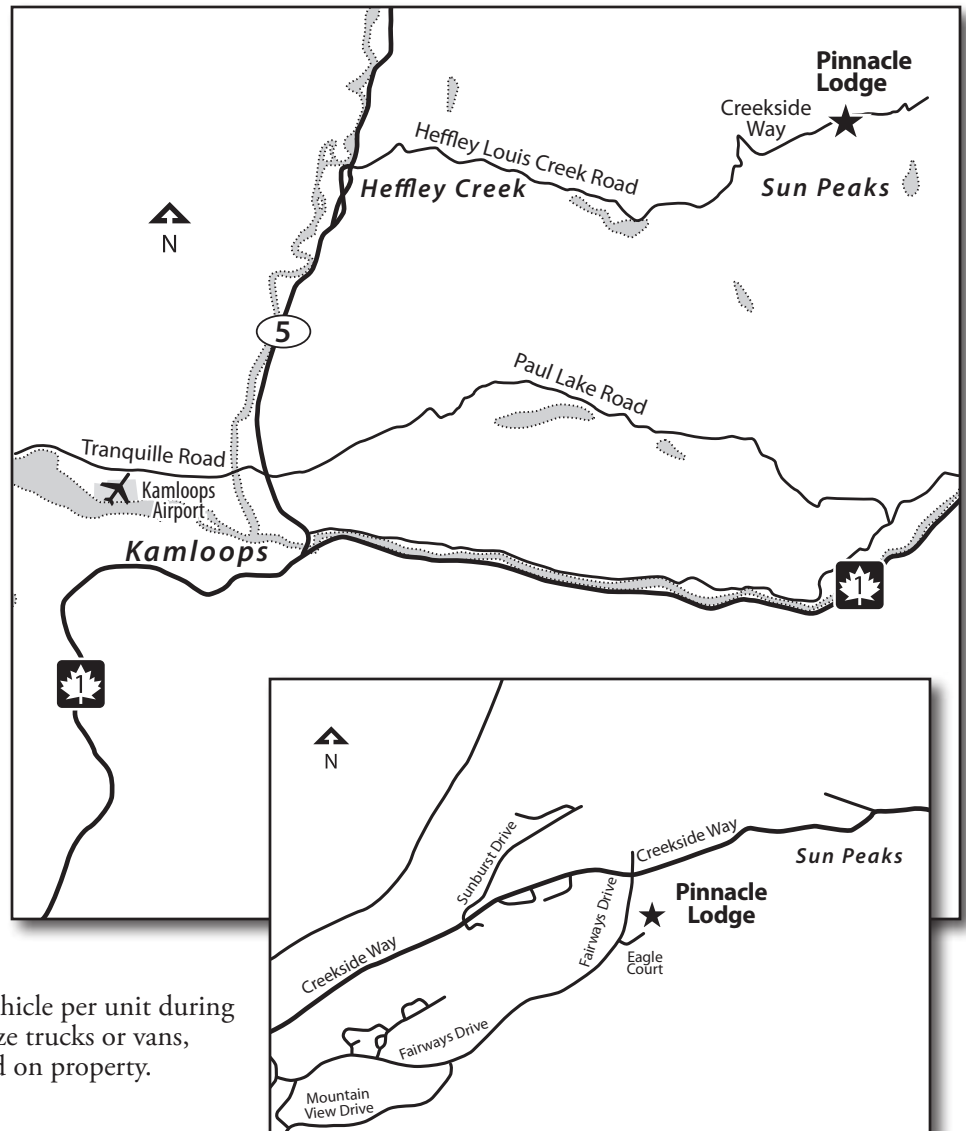 Pinnacle
Lodge
Creekside
Way
Heffley Louis Creek Road
Heffley Creek
Sun Peaks
N
5
Paul Lake Road
Tranquille Road
Kamloops
Airport
Kamloops
1
1
N
Sunburst Drive
Creekside Way
Sun Peaks
Pinnacle
Lodge
Fairways Drive
Eagle
Court
Creekside Way
Fairways Drive
Mountain
View Drive
hicle per unit during
ze trucks or vans,
d on property.